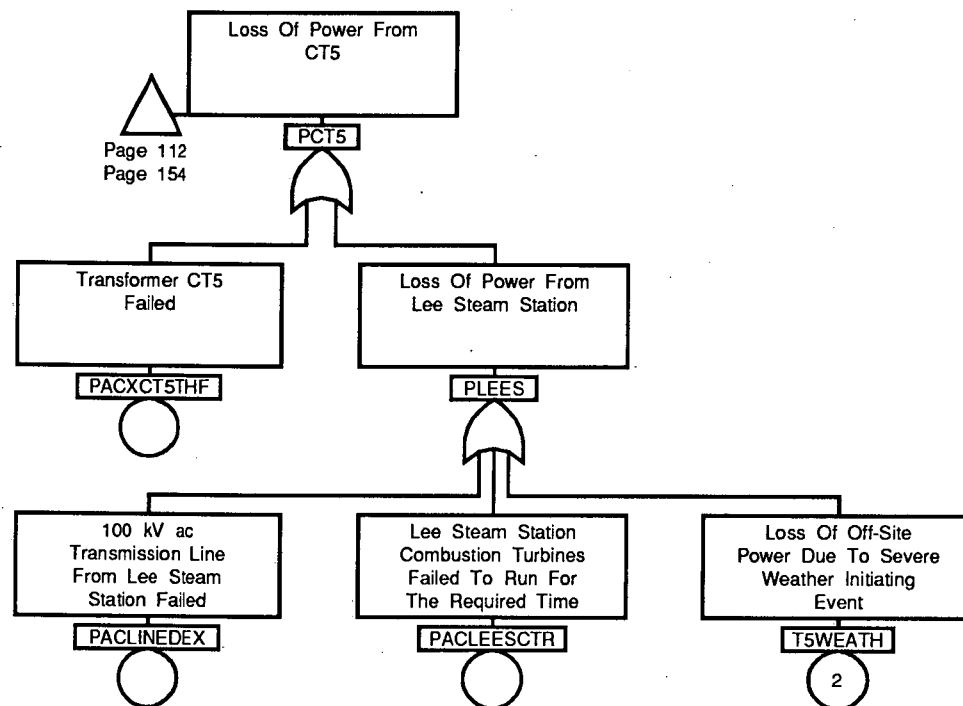 Loss Of Power From
CT5
PCT5
Page 112
Page 154
Transformer CT5
Failed
PACXCT5THF
Loss Of Power From
Lee Steam Station
PLEES
100 kV ac
Transmission Line
From Lee Steam
Station Failed
PACLINEDEX
Lee Steam Station
Combustion Turbines
Failed To Run For
The Required Time
PACLEESCTR
Loss Of Off-Site
Power Due To Severe
Weather Initiating
Event
T5WEATH
2